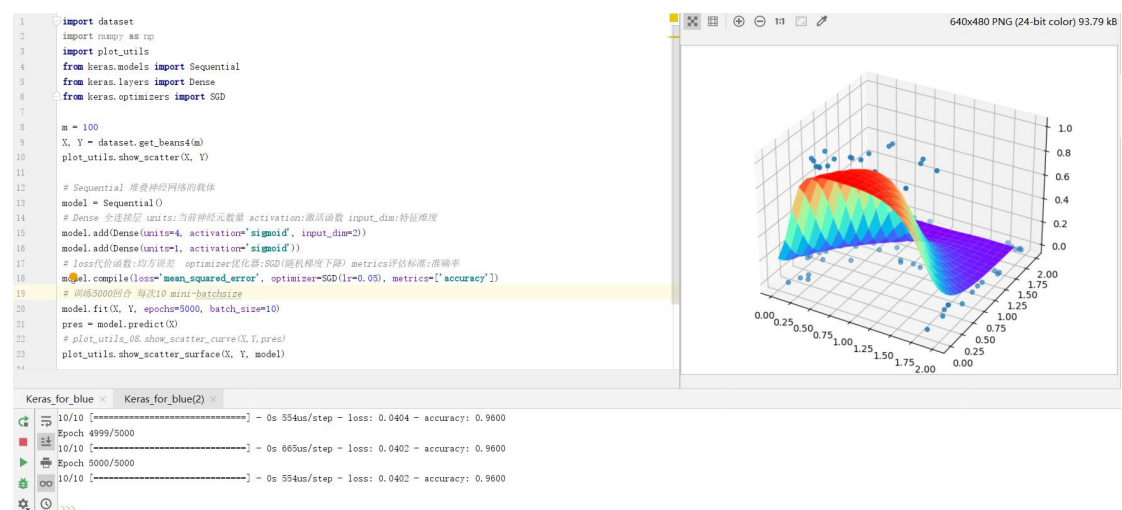 1 import dataset
2 import numpy as np
3 import plot_utils
4 from keras.models import Sequential
5 from keras.layers import Dense
6 from keras.optimizers import SGD
7
8 m = 100
9 X, Y = dataset.get_beans4(m)
10 plot_utils.show_scatter(X, Y)
11
12 # Sequential 堆叠神经网络的载体
13 model = Sequential()
14 # Dense 全连接层 units:当前神经元数量 activation:激活函数 input_dim:特征维度
15 model.add(Dense(units=4, activation='sigmoid', input_dim=2))
16 model.add(Dense(units=1, activation='sigmoid'))
17 # loss代价函数:均方误差 optimizer优化器:SGD(随机梯度下降) metrics评估标准:准确率
18 model.compile(loss='mean_squared_error', optimizer=SGD(lr=0.05), metrics=['accuracy'])
19 # 训练5000回合 每次10 mini-batchsize
20 model.fit(X, Y, epochs=5000, batch_size=10)
21 pres = model.predict(X)
22 # plot_utils_08.show_scatter_curve(X,Y,pres)
23 plot_utils.show_scatter_surface(X, Y, model)
1:1
640x480 PNG (24-bit color) 93.79 kB
1.0
0.8
0.6
0.4
0.2
0.0
0.00 0.25 0.50 0.75 1.00 1.25 1.50 1.75 2.00
2.00
1.50
1.25
1.00
0.75
0.50
0.25
0.00
Keras_for_blue × Keras_for_blue(2) ×
10/10 [==============================] - 0s 554us/step - loss: 0.0404 - accuracy: 0.9600
Epoch 4999/5000
10/10 [==============================] - 0s 665us/step - loss: 0.0402 - accuracy: 0.9600
Epoch 5000/5000
10/10 [==============================] - 0s 554us/step - loss: 0.0402 - accuracy: 0.9600
>>>